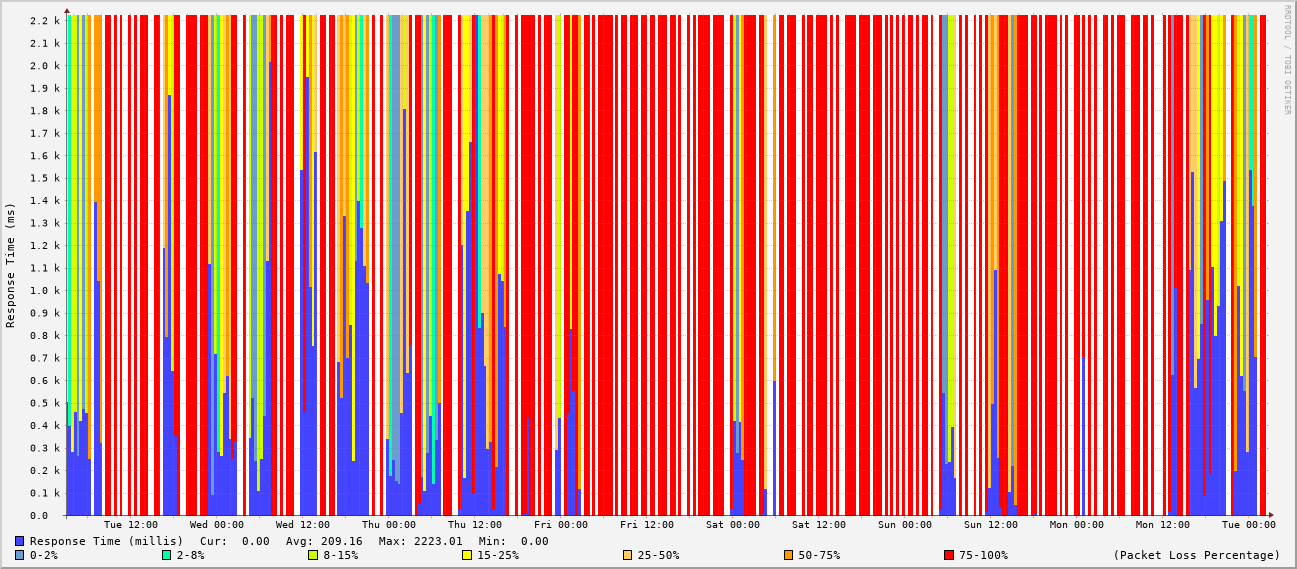 2.2 k
2.1 k
2.0 k
1.9 k
1.8 k
1.7 k
1.6 k
1.5 k
1.4 k
1.3 k
1.2 k
1.1 k
1.0 k
0.9 k
0.8 k
0.7 k
0.6 k
0.5 k
0.4 k
0.3 k
0.2 k
0.1 k
0.0
Response Time (ms)
RRDTOOL / TOBI OETIKER
Tue 12:00 Wed 00:00 Wed 12:00 Thu 00:00 Thu 12:00 Fri 00:00 Fri 12:00 Sat 00:00 Sat 12:00 Sun 00:00 Sun 12:00 Mon 00:00 Mon 12:00 Tue 00:00
Response Time (millis) Cur: 0.00 Avg: 209.16 Max: 2223.01 Min: 0.00
0-2% 2-8% 8-15% 15-25% 25-50% 50-75% 75-100% (Packet Loss Percentage)